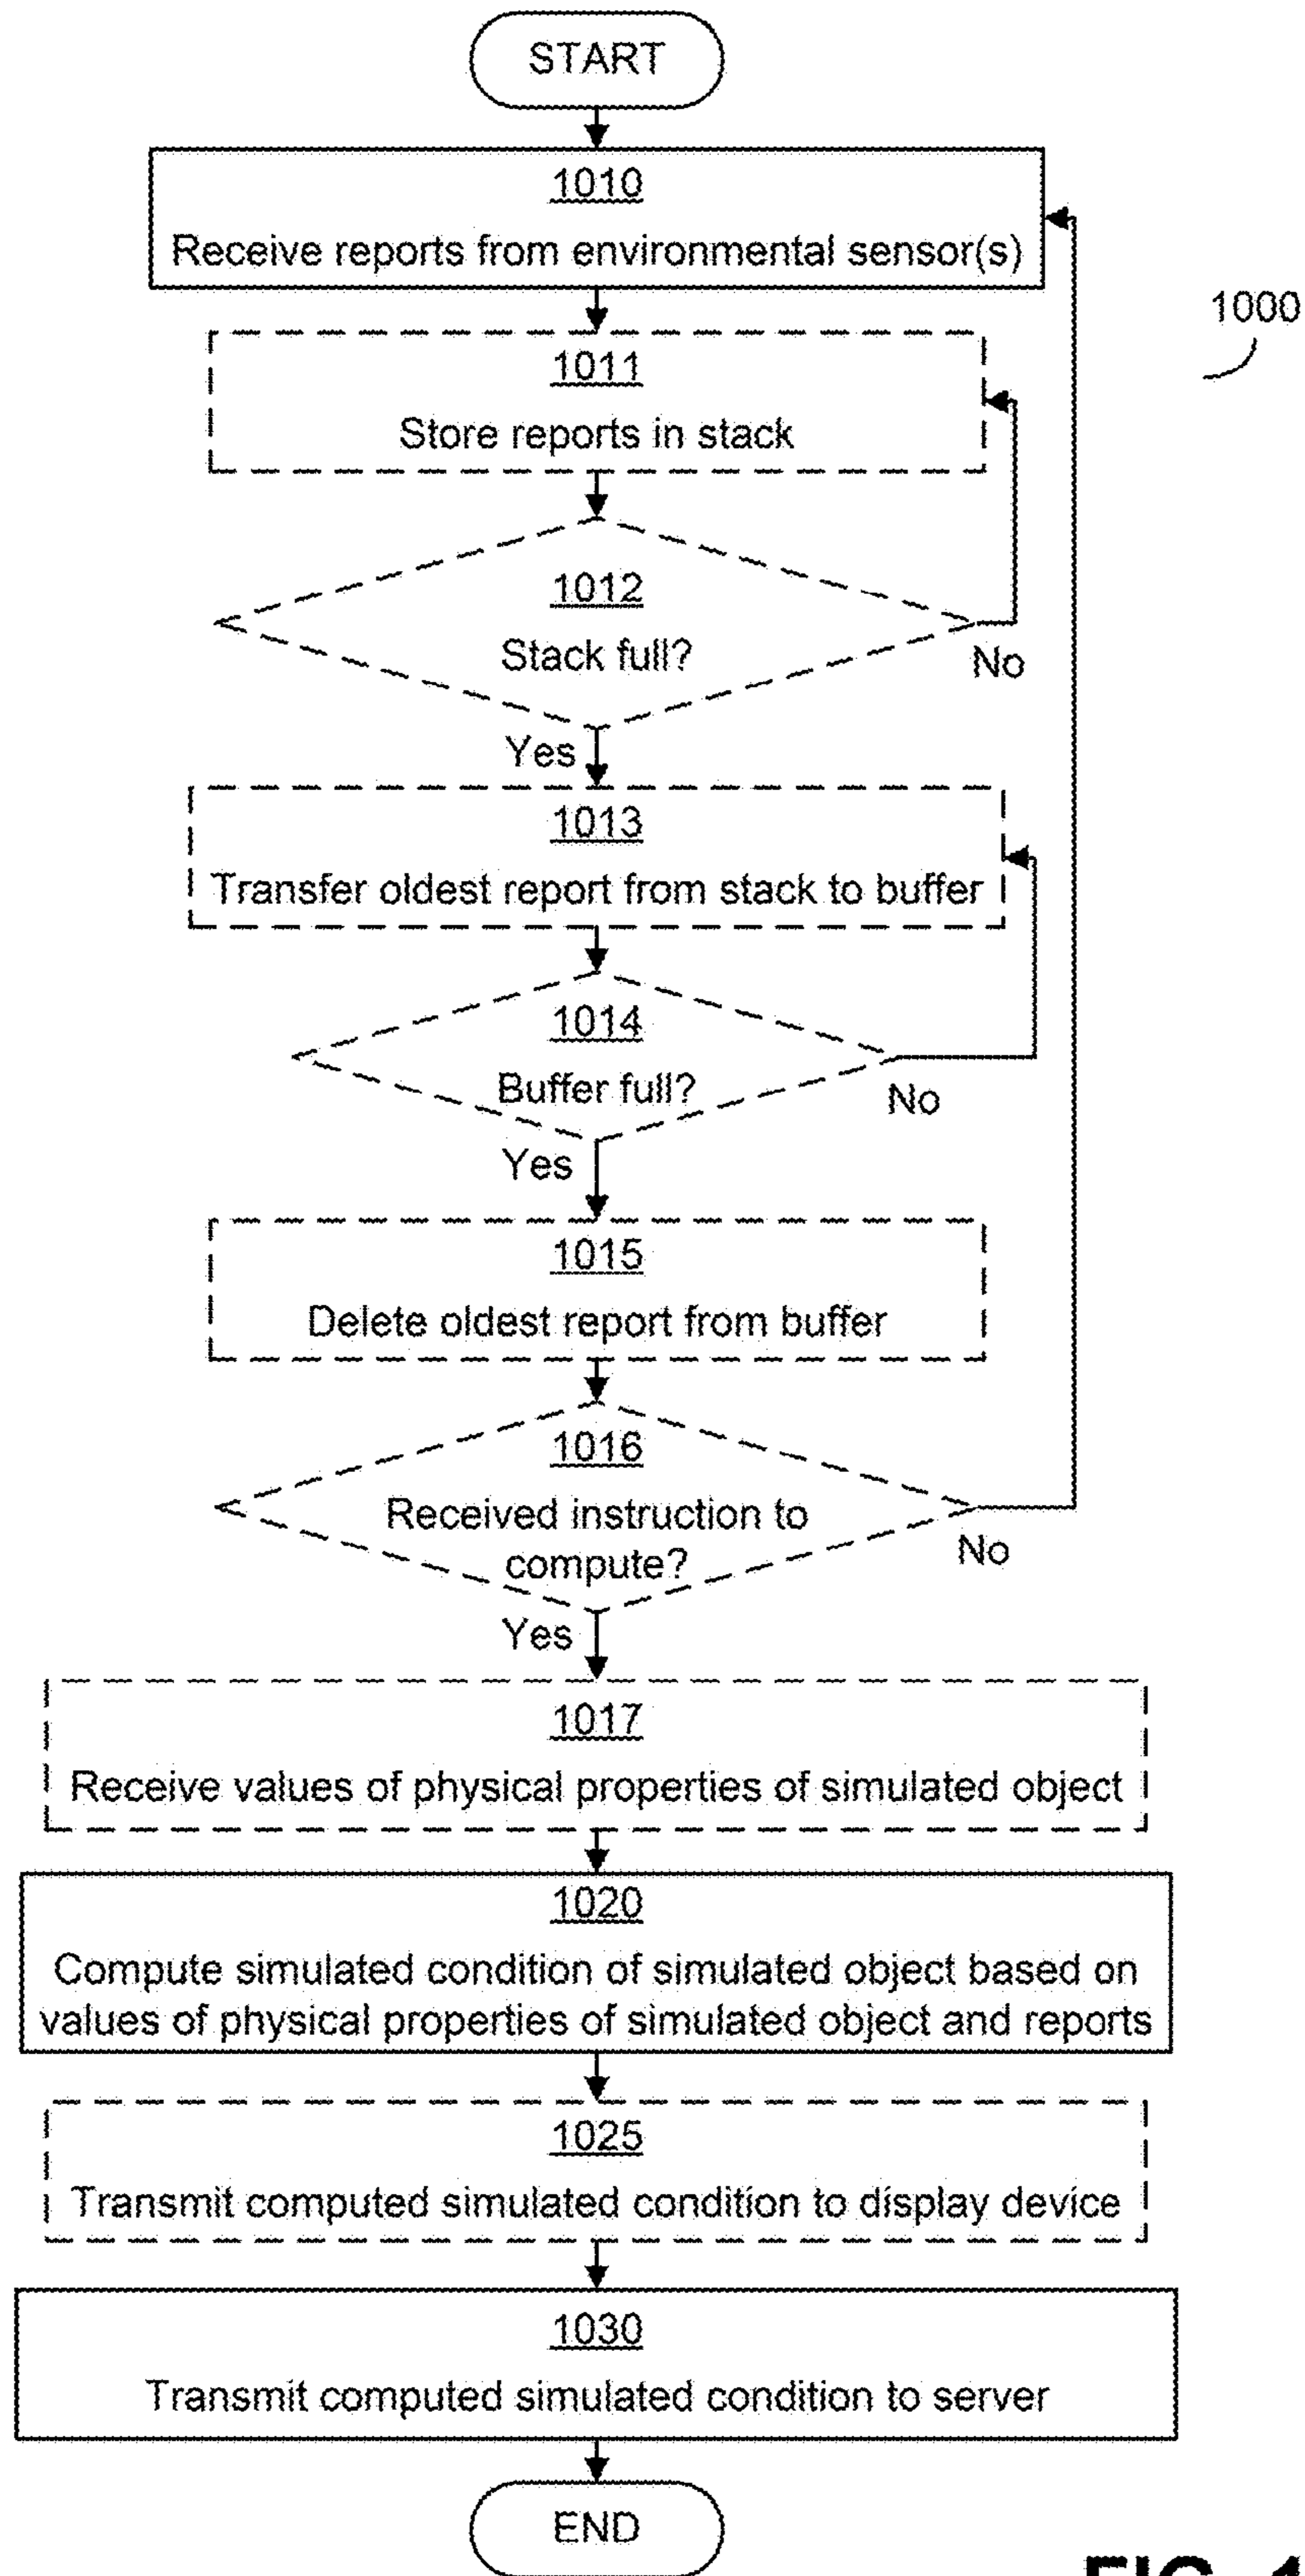 START
1010
Receive reports from environmental sensor(s)
1000
1011
Store reports in stack
1012
Stack full?
No
Yes
1013
Transfer oldest report from stack to buffer
1014
Buffer full?
No
Yes
1015
Delete oldest report from buffer
1016
Received instruction to
compute?
No
Yes
1017
Receive values of physical properties of simulated object
1020
Compute simulated condition of simulated object based on
values of physical properties of simulated object and reports
1025
Transmit computed simulated condition to display device
1030
Transmit computed simulated condition to server
END